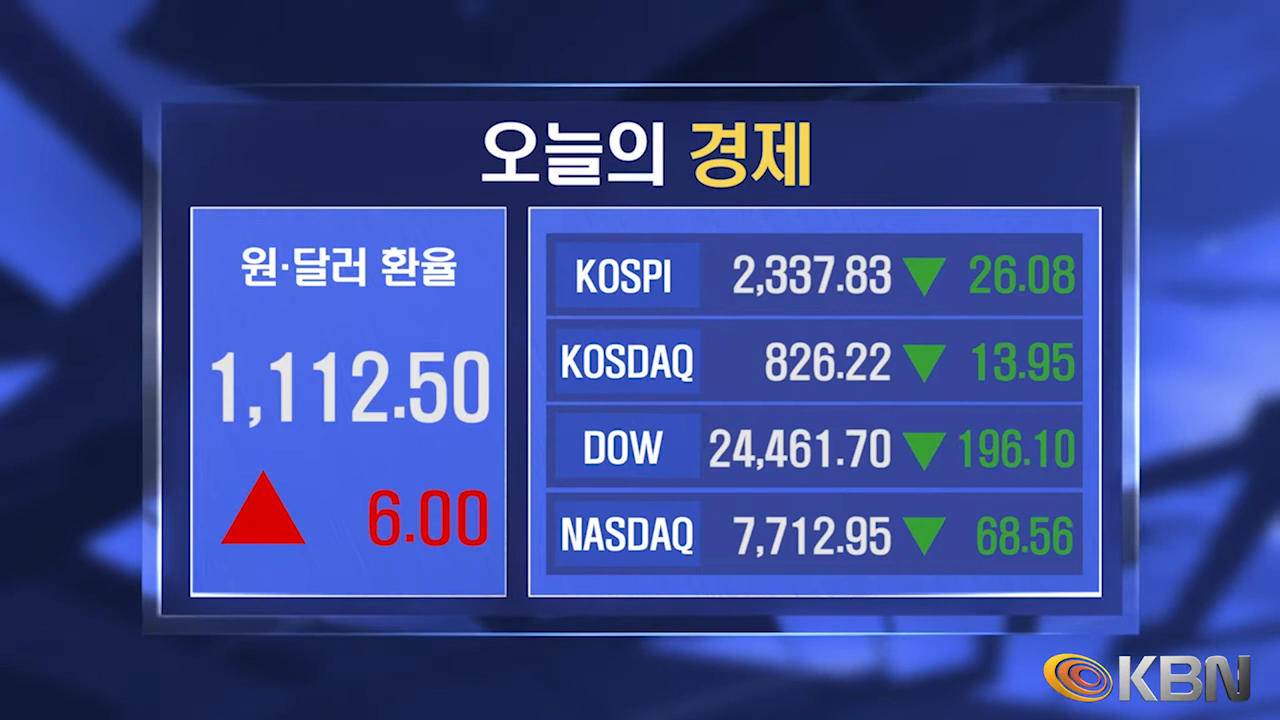 오늘의 경제
원·달러 환율
1,112.50
▲ 6.00
KOSPI 2,337.83 ▼ 26.08
KOSDAQ 826.22 ▼ 13.95
DOW 24,461.70 ▼ 196.10
NASDAQ 7,712.95 ▼ 68.56
KBN